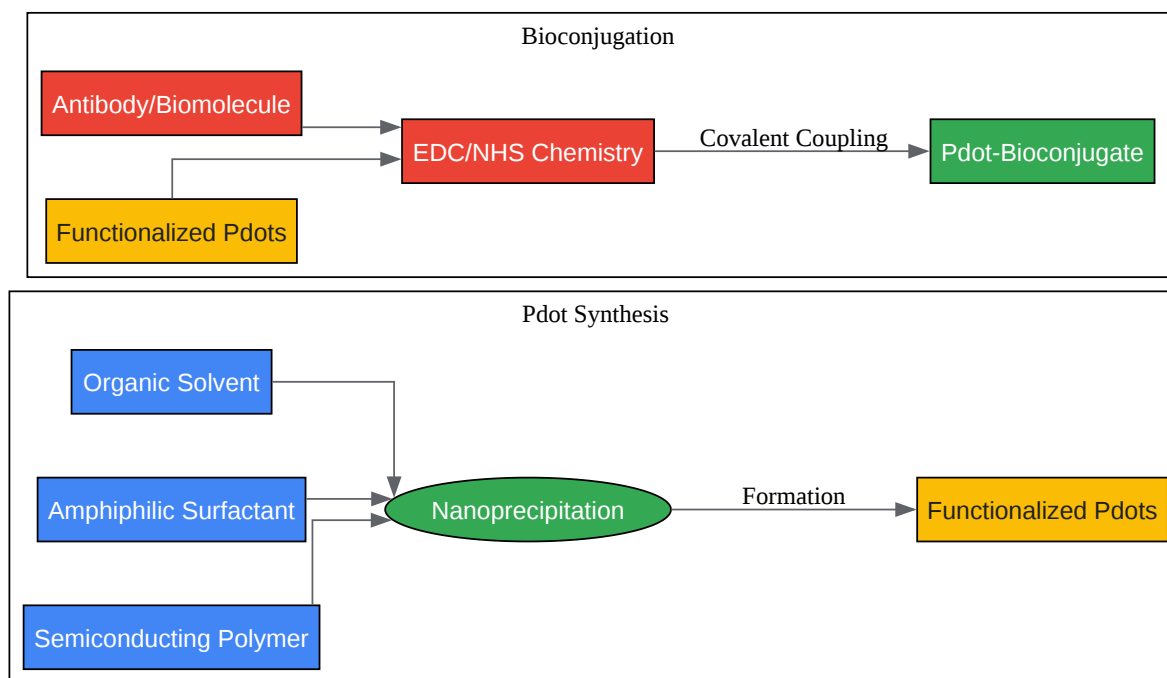 Bioconjugation
Antibody/Biomolecule
EDC/NHS Chemistry
Covalent Coupling
Pdot-Bioconjugate
Functionalized Pdots
Pdot Synthesis
Organic Solvent
Amphiphilic Surfactant
Nanoprecipitation
Formation
Functionalized Pdots
Semiconducting Polymer